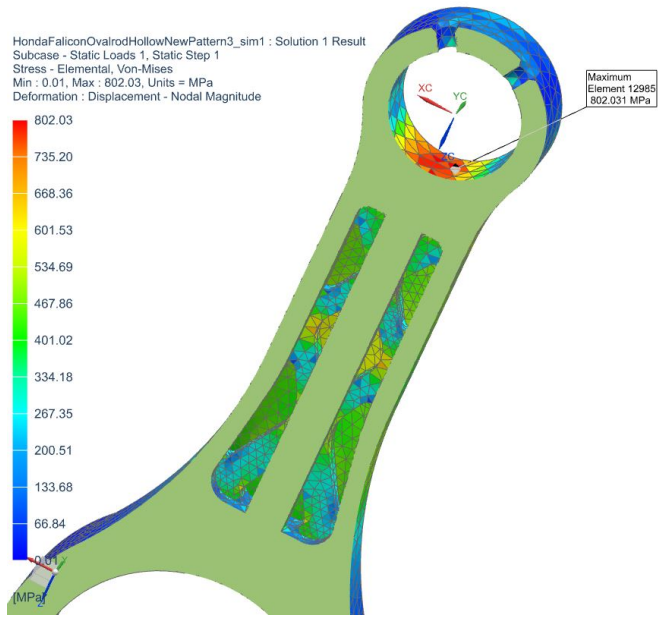 HondaFaliconOvalrodHollowNewPattern3_sim1 : Solution 1 Result
Subcase - Static Loads 1, Static Step 1
Stress - Elemental, Von-Mises
Min : 0.01, Max : 802.03, Units = MPa
Deformation : Displacement - Nodal Magnitude
Maximum
Element 12985
802.031 MPa
XC
YC
ZC
802.03
735.20
668.36
601.53
534.69
467.86
401.02
334.18
267.35
200.51
133.68
66.84
0.01
Y
Z
[MPa]